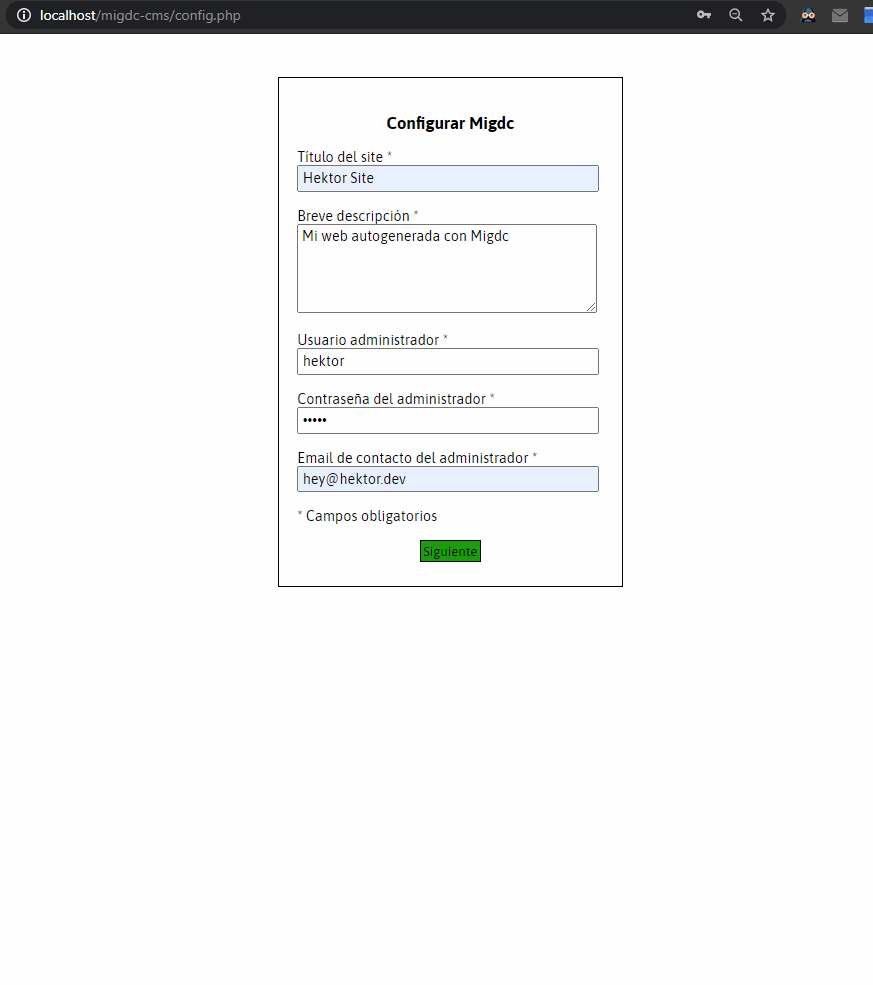 localhost/migdc-cms/config.php
Configurar Migdc
Título del site *
Hektor Site
Breve descripción *
Mi web autogenerada con Migdc
Usuario administrador *
hektor
Contraseña del administrador *
•••••
Email de contacto del administrador *
hey@hektor.dev
* Campos obligatorios
Siguiente